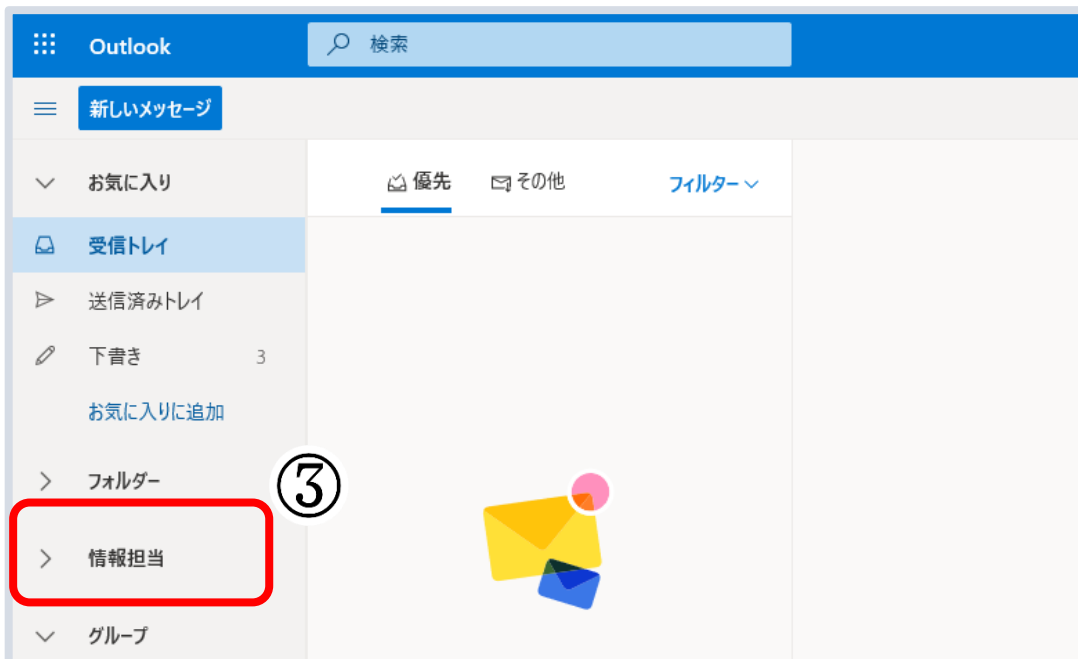 Outlook
検索
新しいメッセージ
お気に入り
優先 その他 フィルター
受信トレイ
送信済みトレイ
下書き 3
お気に入りに追加
フォルダー
③
情報担当
グループ